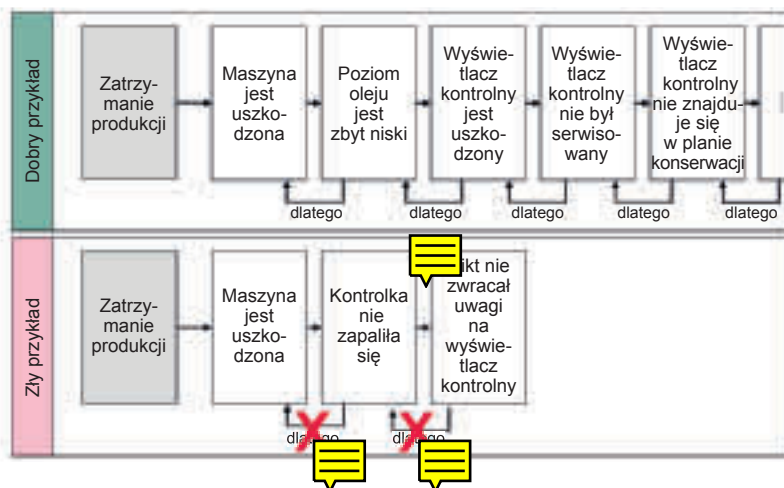 Dobry przykład
Zatrzy-
manie
produkcji
Maszyna
jest
uszko-
dzona
Poziom
oleju
jest
zbyt niski
Wyświe-
tlacz
kontrolny
jest
uszko-
dzony
Wyświe-
tlacz
kontrolny
nie był
serwiso-
wany
Wyświe-
tlacz
kontrolny
nie znajdu-
je się
w planie
konserwacji
dlatego
dlatego
dlatego
dlatego
dlatego
Zły przykład
Zatrzy-
manie
produkcji
Maszyna
jest
uszko-
dzona
Kontrolka
nie
zapaliła
się
ikt nie
zwracał
uwagi
na
wyświe-
tlacz
kontrolny
dlatego
dlatego